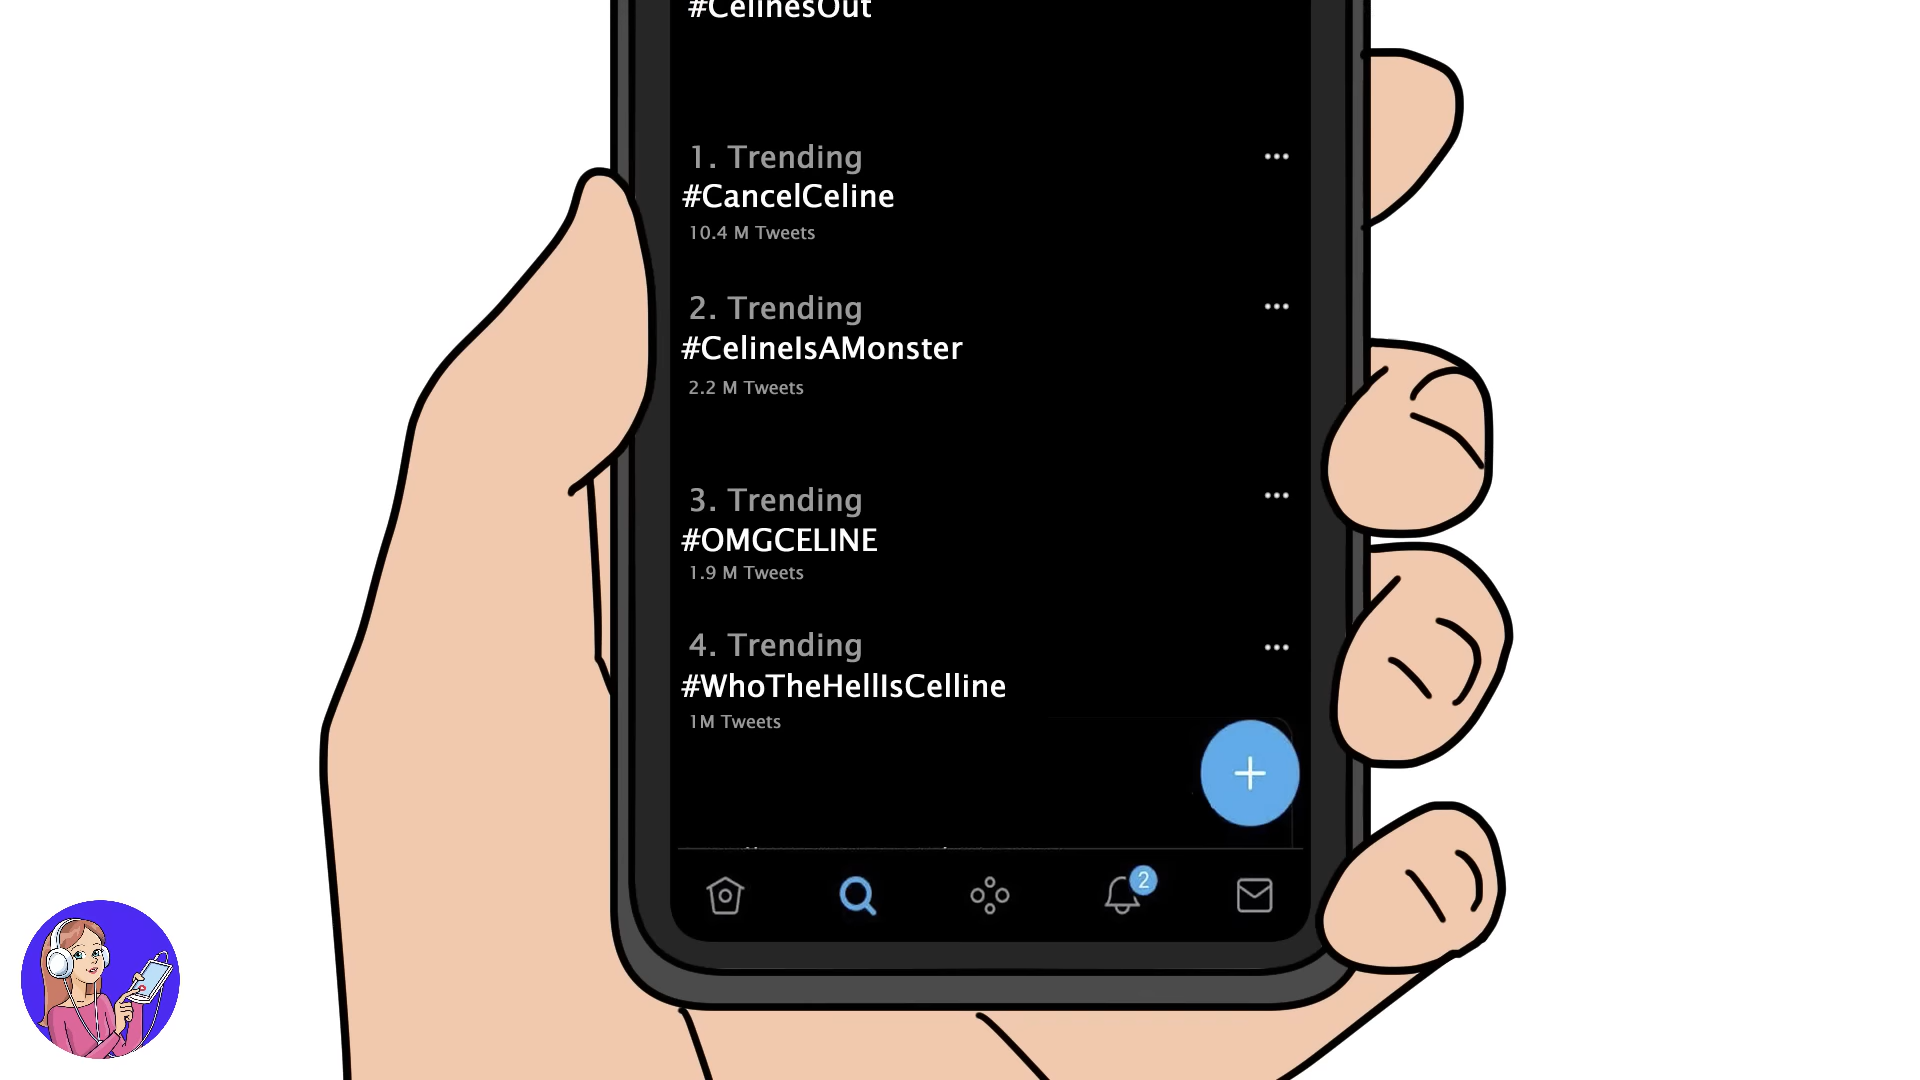 #CelinesOut
1. Trending
#CancelCeline
10.4 M Tweets
2. Trending
#CelineIsAMonster
2.2 M Tweets
3. Trending
#OMGCELINE
1.9 M Tweets
4. Trending
#WhoTheHellIsCelline
1M Tweets
2